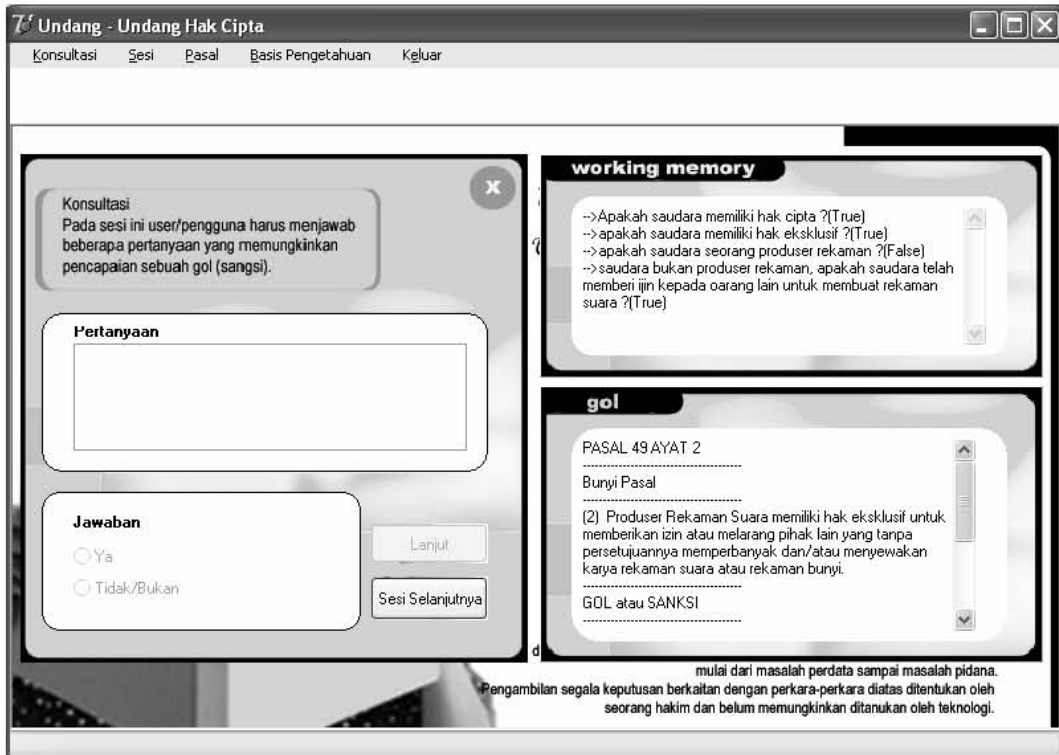 Undang - Undang Hak Cipta
Konsultasi Sesi Pasal Basis Pengetahuan Keluar
x
Konsultasi
Pada sesi ini user/pengguna harus menjawab
beberapa pertanyaan yang memungkinkan
pencapaian sebuah gol (sangsi).
Pertanyaan
Jawaban
Ya
Tidak/Bukan
Lanjut
Sesi Selanjutnya
working memory
-->Apakah saudara memiliki hak cipta ?(True)
-->apakah saudara memiliki hak eksklusif ?(True)
-->apakah saudara seorang produser rekaman ?(False)
-->saudara bukan produser rekaman, apakah saudara telah
memberi ijin kepada oarang lain untuk membuat rekaman
suara ?(True)
gol
PASAL 49 AYAT 2
----------------------------------------
Bunyi Pasal
----------------------------------------
(2) Produser Rekaman Suara memiliki hak eksklusif untuk
memberikan izin atau melarang pihak lain yang tanpa
persetujuannya memperbanyak dan/atau menyewakan
karya rekaman suara atau rekaman bunyi.
----------------------------------------
GOL atau SANKSI
----------------------------------------
d
mulai dari masalah perdata sampai masalah pidana.
Pengambilan segala keputusan berkaitan dengan perkara-perkara diatas ditentukan oleh
seorang hakim dan belum memungkinkan ditanukan oleh teknologi.